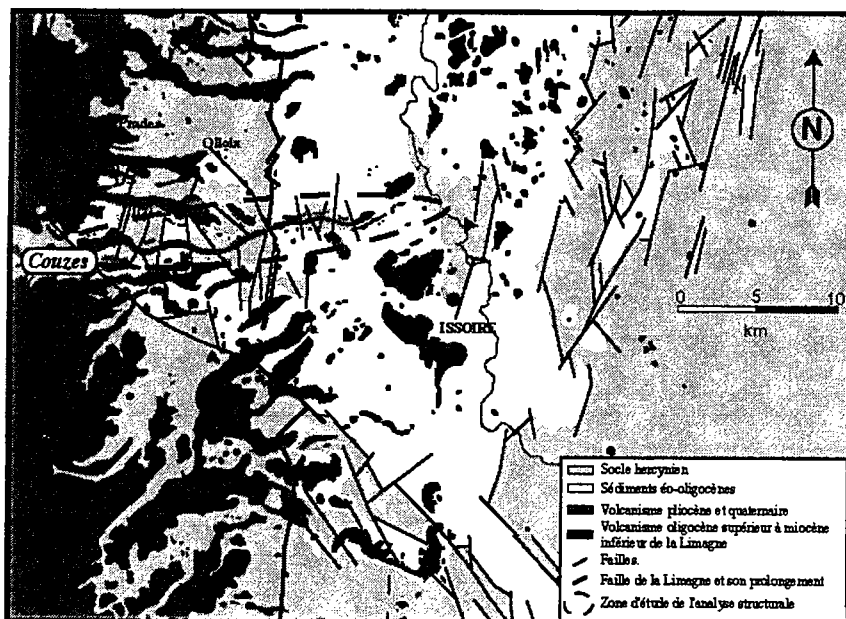 Olloix
N
Couzes
0 5 10
km
ISSOIRE
Socle hercynien
Sédiments éo-oligocènes
Volcanisme pliocène et quaternaire
Volcanisme oligocène supérieur à miocène
inférieur de la Limagne
Failles
Faille de la Limagne et son prolongement
Zone d'étude de l'analyse structurale